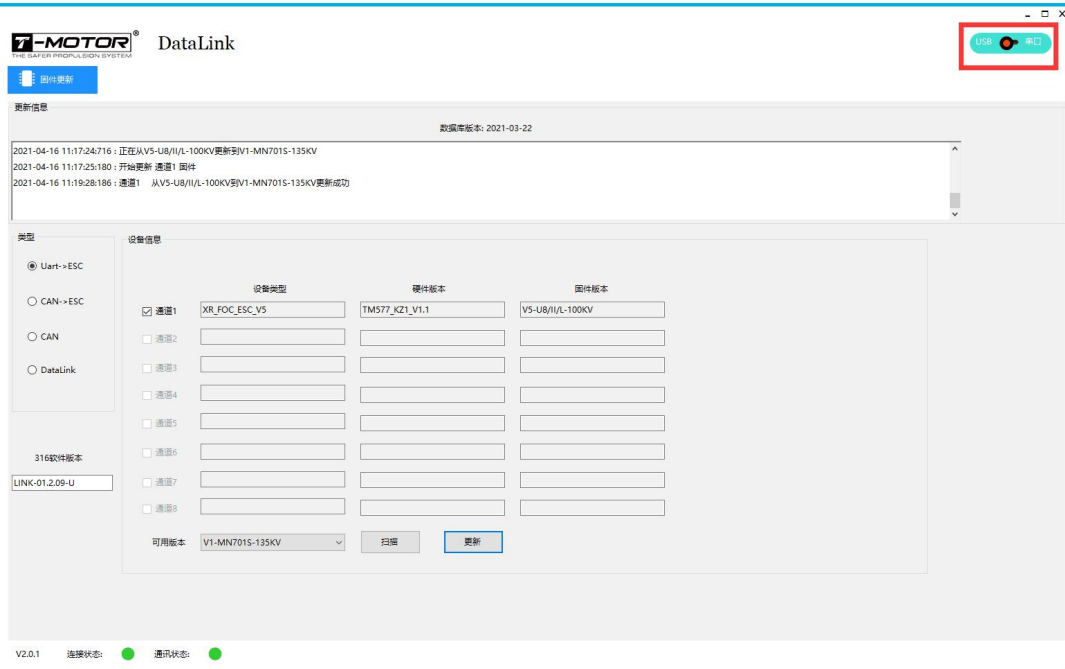 T-MOTOR®
THE SAFER PROPULSION SYSTEM
DataLink
USB 串口
固件更新
更新信息
数据库版本: 2021-03-22
2021-04-16 11:17:24:716 : 正在从V5-U8/II/L-100KV更新到V1-MN701S-135KV
2021-04-16 11:17:25:180 : 开始更新 通道1 固件
2021-04-16 11:19:28:186 : 通道1 从V5-U8/II/L-100KV到V1-MN701S-135KV更新成功
类型
Uart->ESC
CAN->ESC
CAN
DataLink
316软件版本
LINK-01.2.09-U
设备信息
设备类型 硬件版本 固件版本
通道1 XR_FOC_ESC_V5 TM577_KZ1_V1.1 V5-U8/II/L-100KV
通道2
通道3
通道4
通道5
通道6
通道7
通道8
可用版本 V1-MN701S-135KV 扫描 更新
V2.0.1 连接状态: 通讯状态: